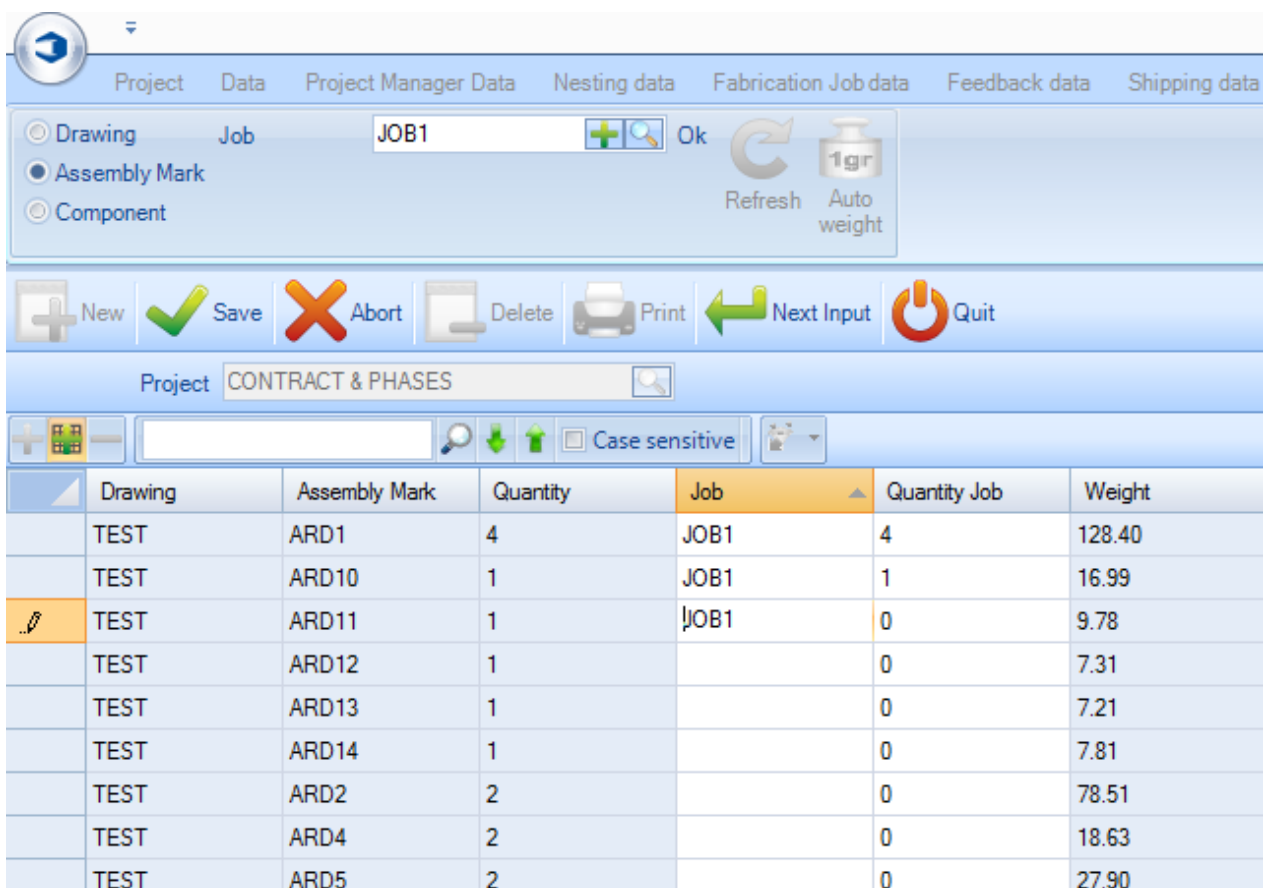 Project Data Project Manager Data Nesting data Fabrication Job data Feedback data Shipping data
Drawing Job JOB1 Ok
Assembly Mark
Component
1gr
Refresh Auto weight
New Save Abort Delete Print Next Input Quit
Project CONTRACT & PHASES
Case sensitive
Drawing Assembly Mark Quantity Job Quantity Job Weight
TEST ARD1 4 JOB1 4 128.40
TEST ARD10 1 JOB1 1 16.99
TEST ARD11 1 JOB1 0 9.78
TEST ARD12 1 0 7.31
TEST ARD13 1 0 7.21
TEST ARD14 1 0 7.81
TEST ARD2 2 0 78.51
TEST ARD4 2 0 18.63
TEST ARD5 2 0 27.90